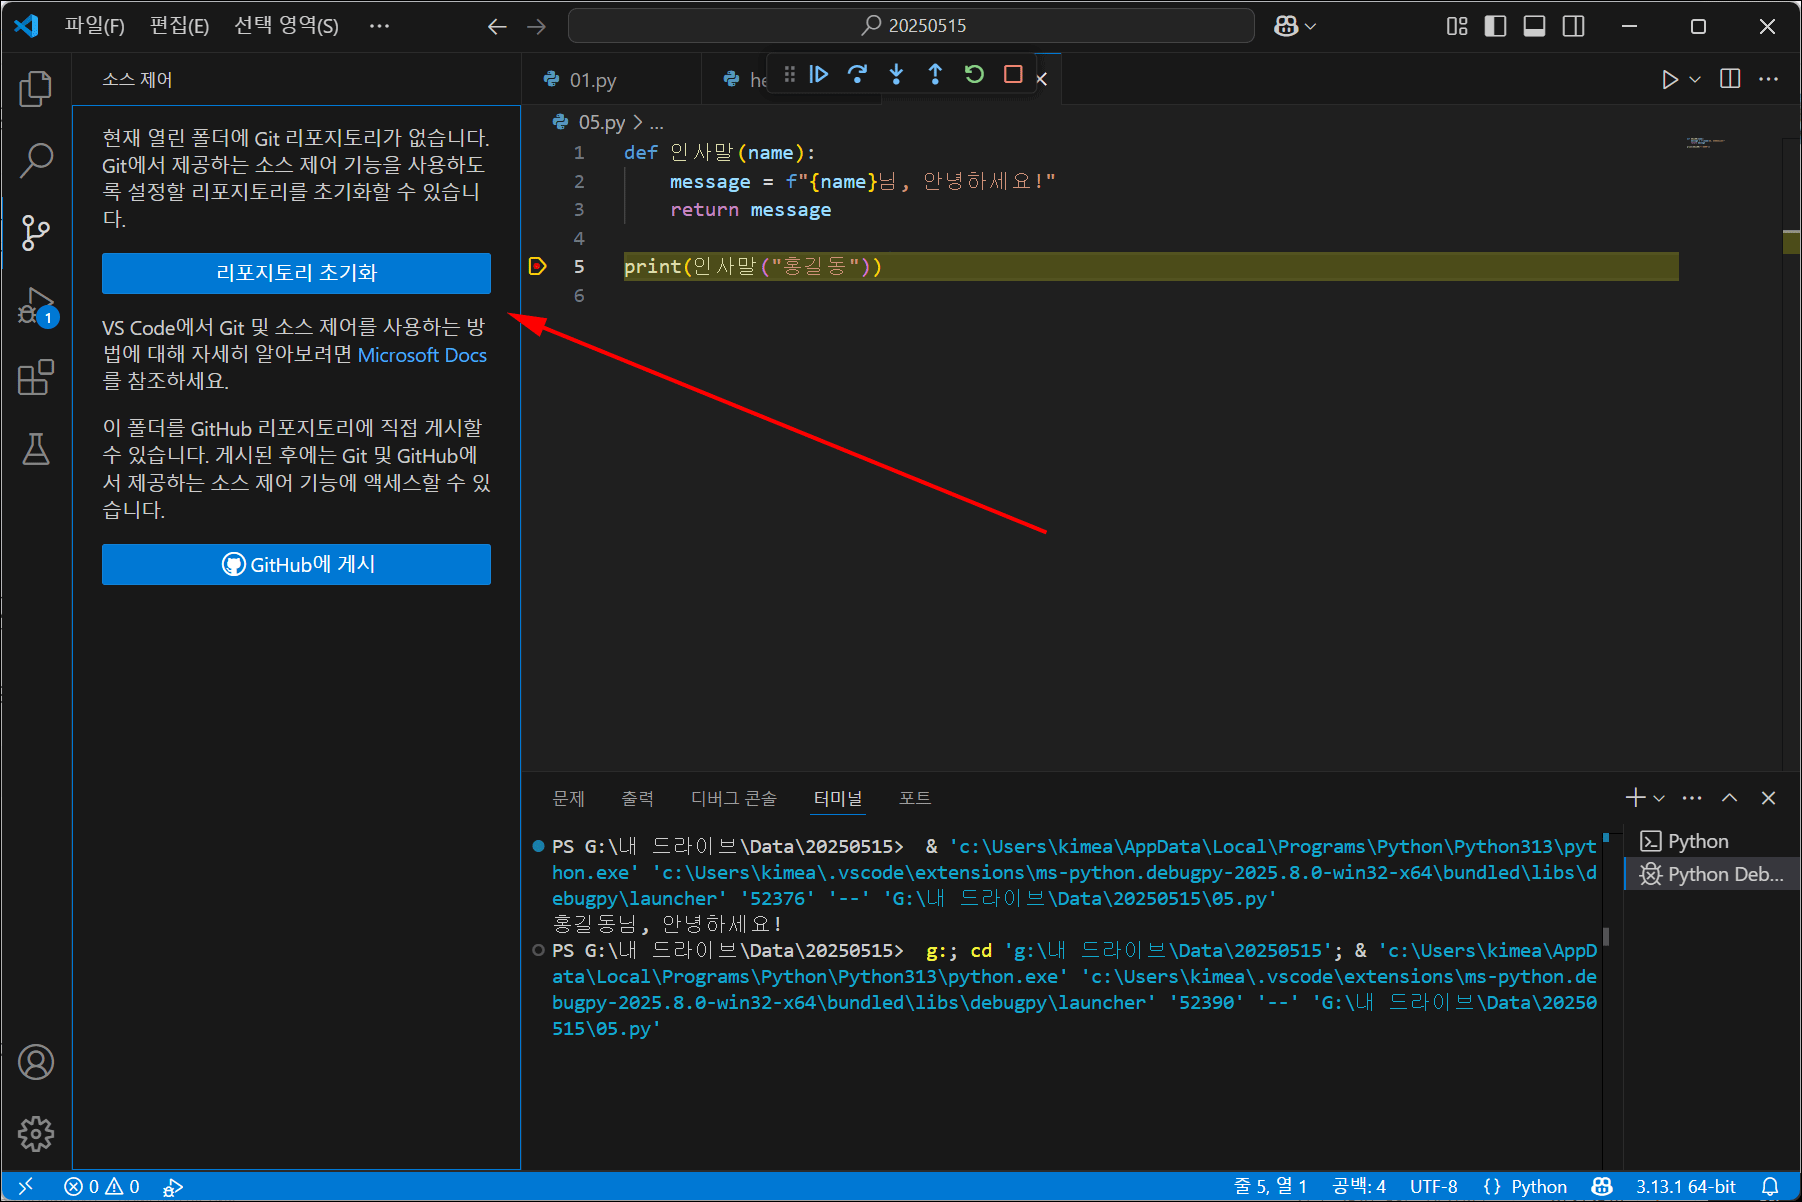 파일(F) 편집(E) 선택 영역(S) ··· 20250515
소스 제어
현재 열린 폴더에 Git 리포지토리가 없습니다.
Git에서 제공하는 소스 제어 기능을 사용하도
록 설정할 리포지토리를 초기화할 수 있습니
다.
리포지토리 초기화
VS Code에서 Git 및 소스 제어를 사용하는 방
법에 대해 자세히 알아보려면 Microsoft Docs
를 참조하세요.
이 폴더를 GitHub 리포지토리에 직접 게시할
수 있습니다. 게시된 후에는 Git 및 GitHub에
서 제공하는 소스 제어 기능에 액세스할 수 있
습니다.
GitHub에 게시
1
01.py he
05.py > ...
1 def 인사말(name):
2 message = f"{name}님, 안녕하세요!"
3 return message
4
5 print(인사말("홍길동"))
6
문제 출력 디버그 콘솔 터미널 포트
PS G:\내 드라이브\Data\20250515>  & 'c:\Users\kimea\AppData\Local\Programs\Python\Python313\pyt
hon.exe' 'c:\Users\kimea\.vscode\extensions\ms-python.debugpy-2025.8.0-win32-x64\bundled\libs\d
ebugpy\launcher' '52376' '--' 'G:\내 드라이브\Data\20250515\05.py'
홍길동님, 안녕하세요!
PS G:\내 드라이브\Data\20250515>  g:; cd 'g:\내 드라이브\Data\20250515'; & 'c:\Users\kimea\AppD
ata\Local\Programs\Python\Python313\python.exe' 'c:\Users\kimea\.vscode\extensions\ms-python.de
bugpy-2025.8.0-win32-x64\bundled\libs\debugpy\launcher' '52390' '--' 'G:\내 드라이브\Data\20250
515\05.py'
Python
Python Deb...
0 0 줄 5, 열 1 공백: 4 UTF-8 {} Python 3.13.1 64-bit